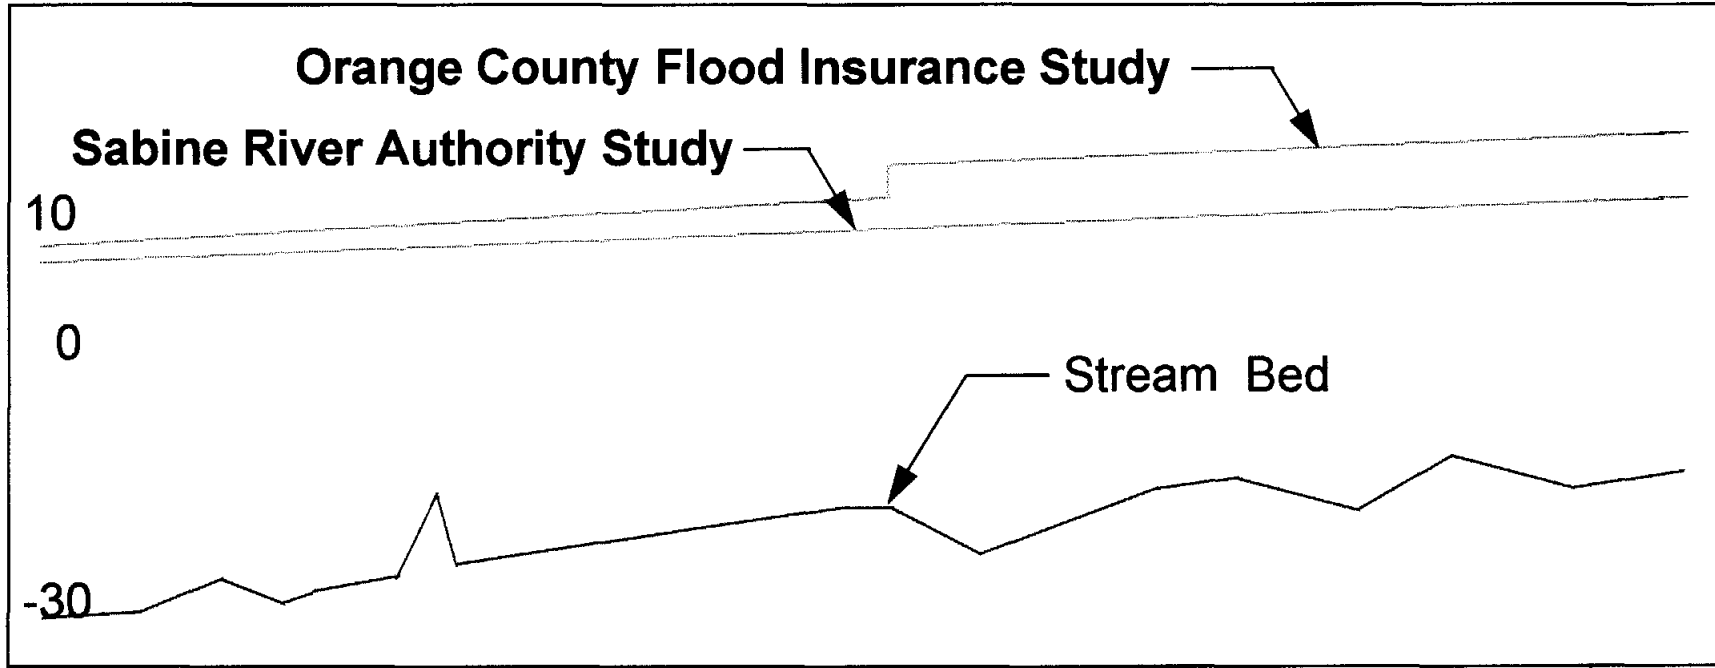 Orange County Flood Insurance Study
Sabine River Authority Study
10
0
Stream Bed
-30